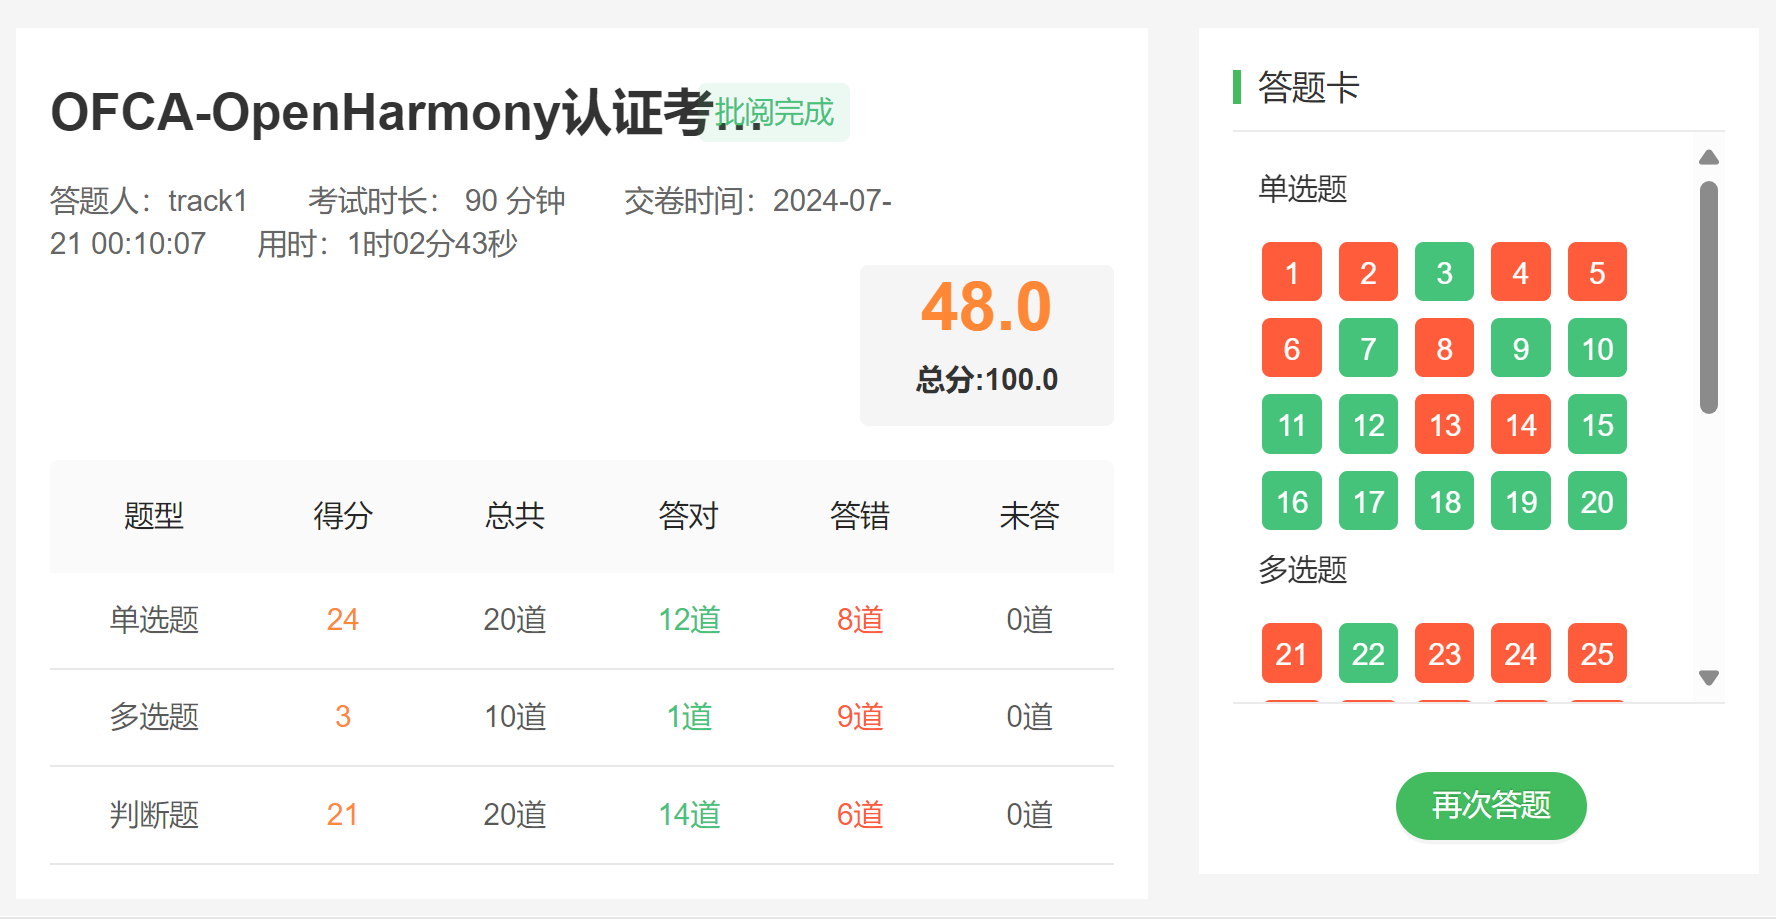 OFCA-OpenHarmony认证考...
批阅完成
答题人：track1 考试时长： 90 分钟 交卷时间：2024-07-
21 00:10:07 用时：1时02分43秒
48.0
总分:100.0
题型 得分 总共 答对 答错 未答
单选题 24 20道 12道 8道 0道
多选题 3 10道 1道 9道 0道
判断题 21 20道 14道 6道 0道
答题卡
单选题
1 2 3 4 5
6 7 8 9 10
11 12 13 14 15
16 17 18 19 20
多选题
21 22 23 24 25
再次答题